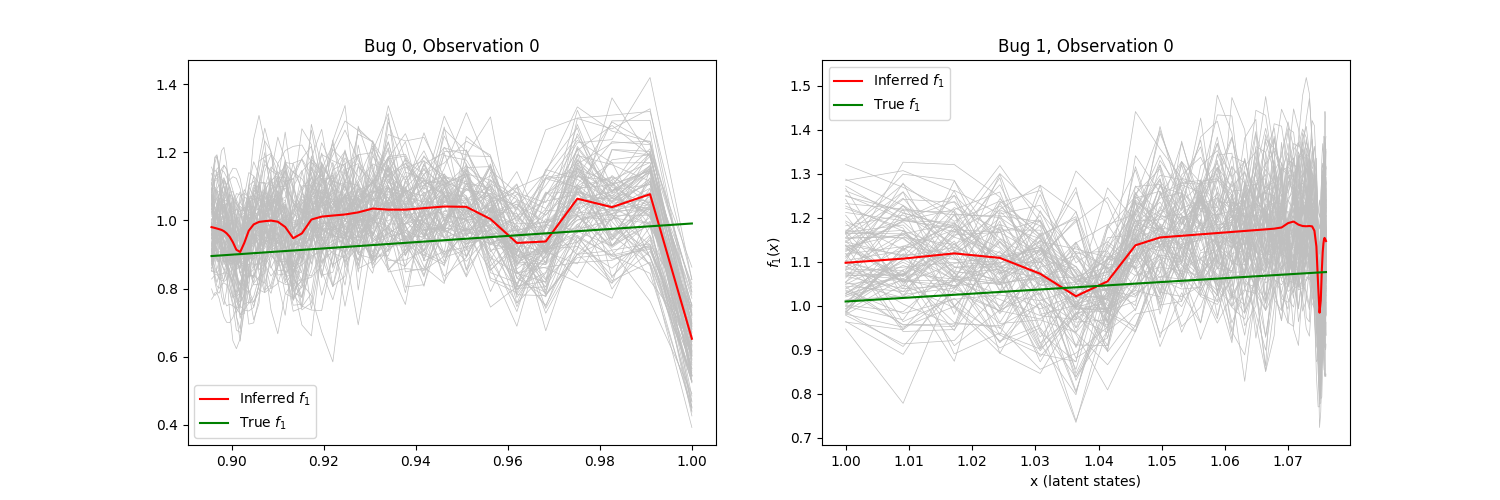 Bug 0, Observation 0
1.4
1.2
1.0
0.8
0.6
0.4
Inferred f₁
True f₁
0.90 0.92 0.94 0.96 0.98 1.00
Bug 1, Observation 0
Inferred f₁
True f₁
1.5
1.4
1.3
1.2
1.1
1.0
0.9
0.8
0.7
f₁(x)
1.00 1.01 1.02 1.03 1.04 1.05 1.06 1.07
x (latent states)